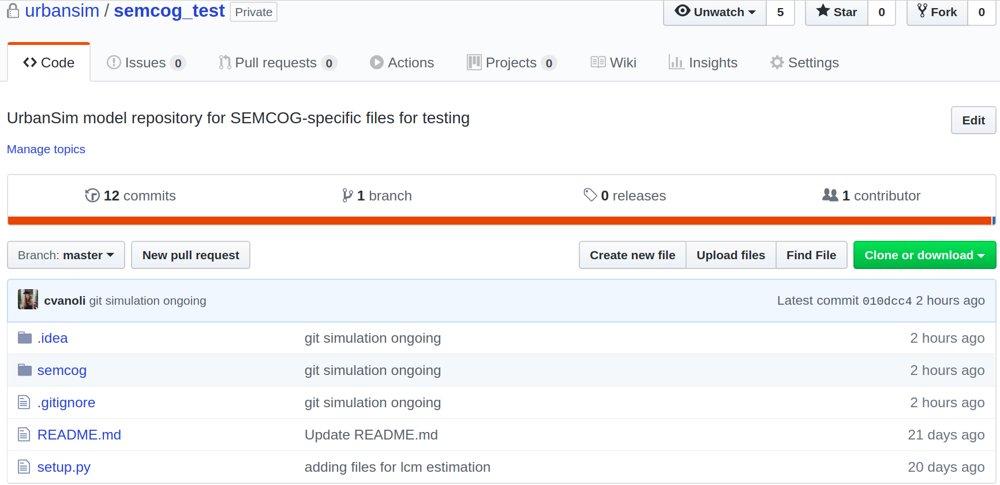 urbansim / semcog_test Private Unwatch 5 Star 0 Fork 0
Code Issues 0 Pull requests 0 Actions Projects 0 Wiki Insights Settings
UrbanSim model repository for SEMCOG-specific files for testing Edit
Manage topics
12 commits 1 branch 0 releases 1 contributor
Branch: master New pull request Create new file Upload files Find File Clone or download
cvanoli git simulation ongoing Latest commit 010dcc4 2 hours ago
.idea git simulation ongoing 2 hours ago
semcog git simulation ongoing 2 hours ago
.gitignore git simulation ongoing 2 hours ago
README.md Update README.md 21 days ago
setup.py adding files for lcm estimation 20 days ago